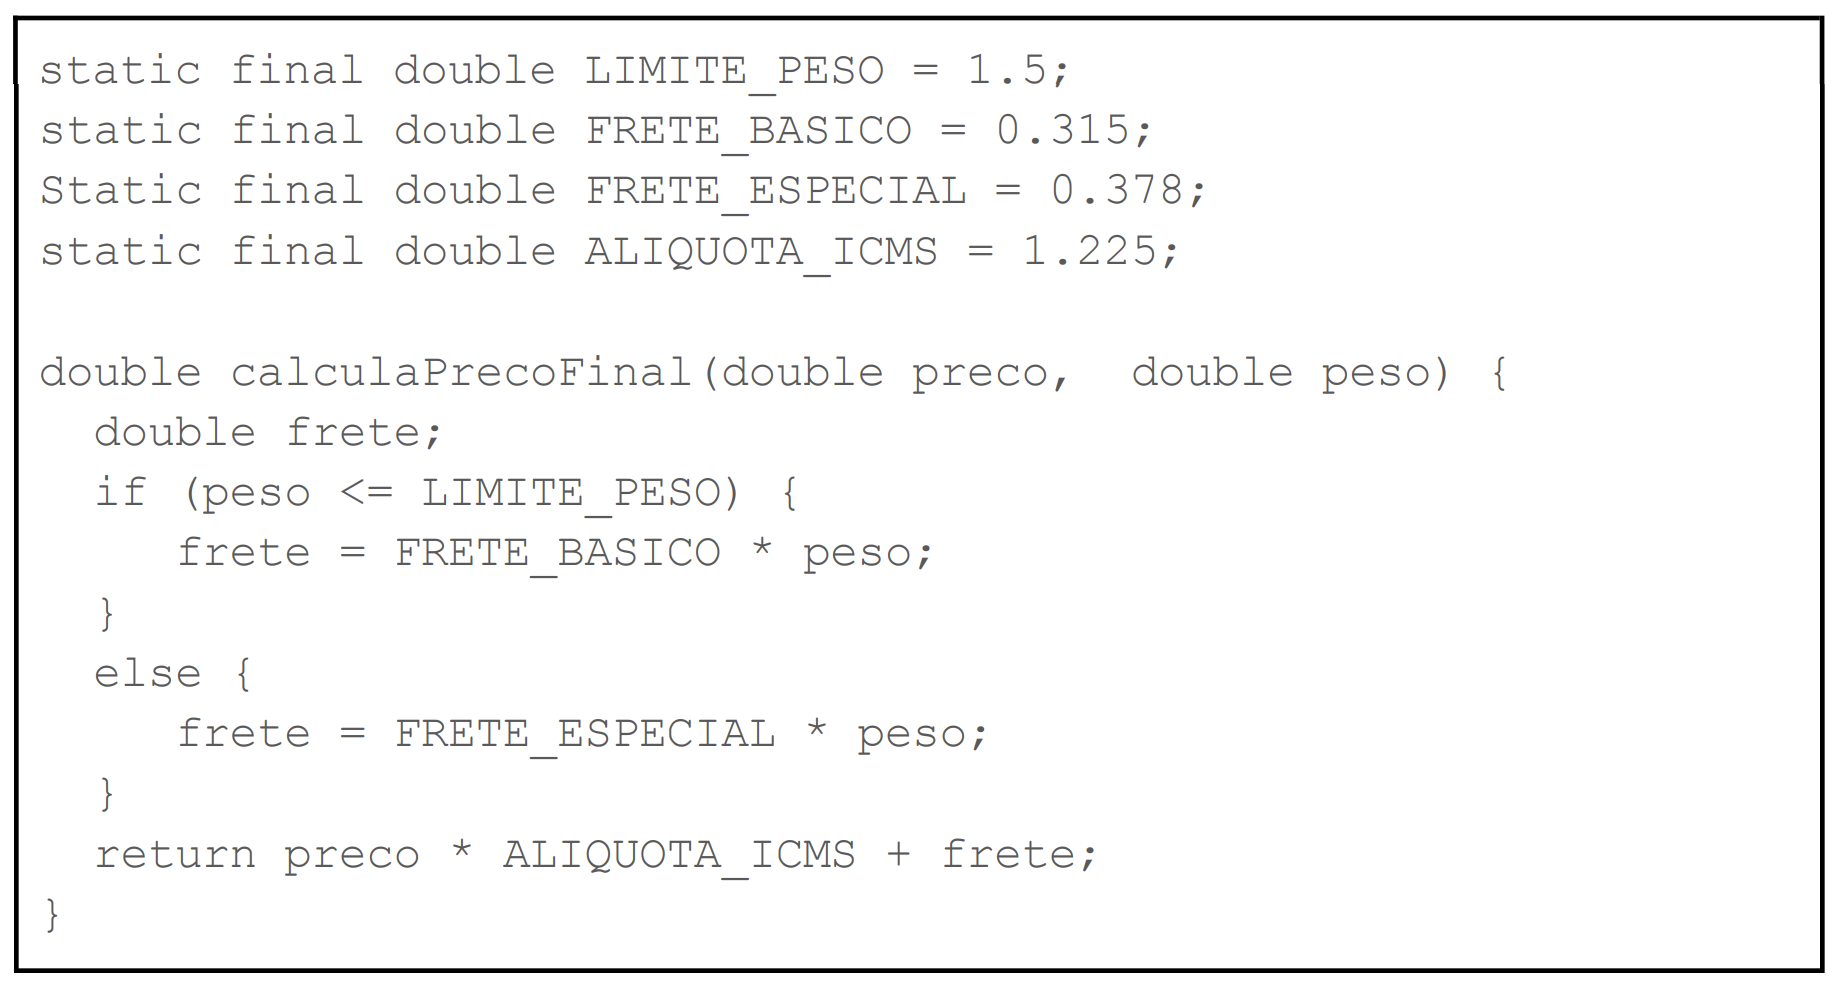 static final double LIMITE_PESO = 1.5;
static final double FRETE_BASICO = 0.315;
Static final double FRETE_ESPECIAL = 0.378;
static final double ALIQUOTA_ICMS = 1.225;

double calculaPrecoFinal(double preco,  double peso) {
  double frete;
  if (peso <= LIMITE_PESO) {
     frete = FRETE_BASICO * peso;
  }
  else {
     frete = FRETE_ESPECIAL * peso;
  }
  return preco * ALIQUOTA_ICMS + frete;
}